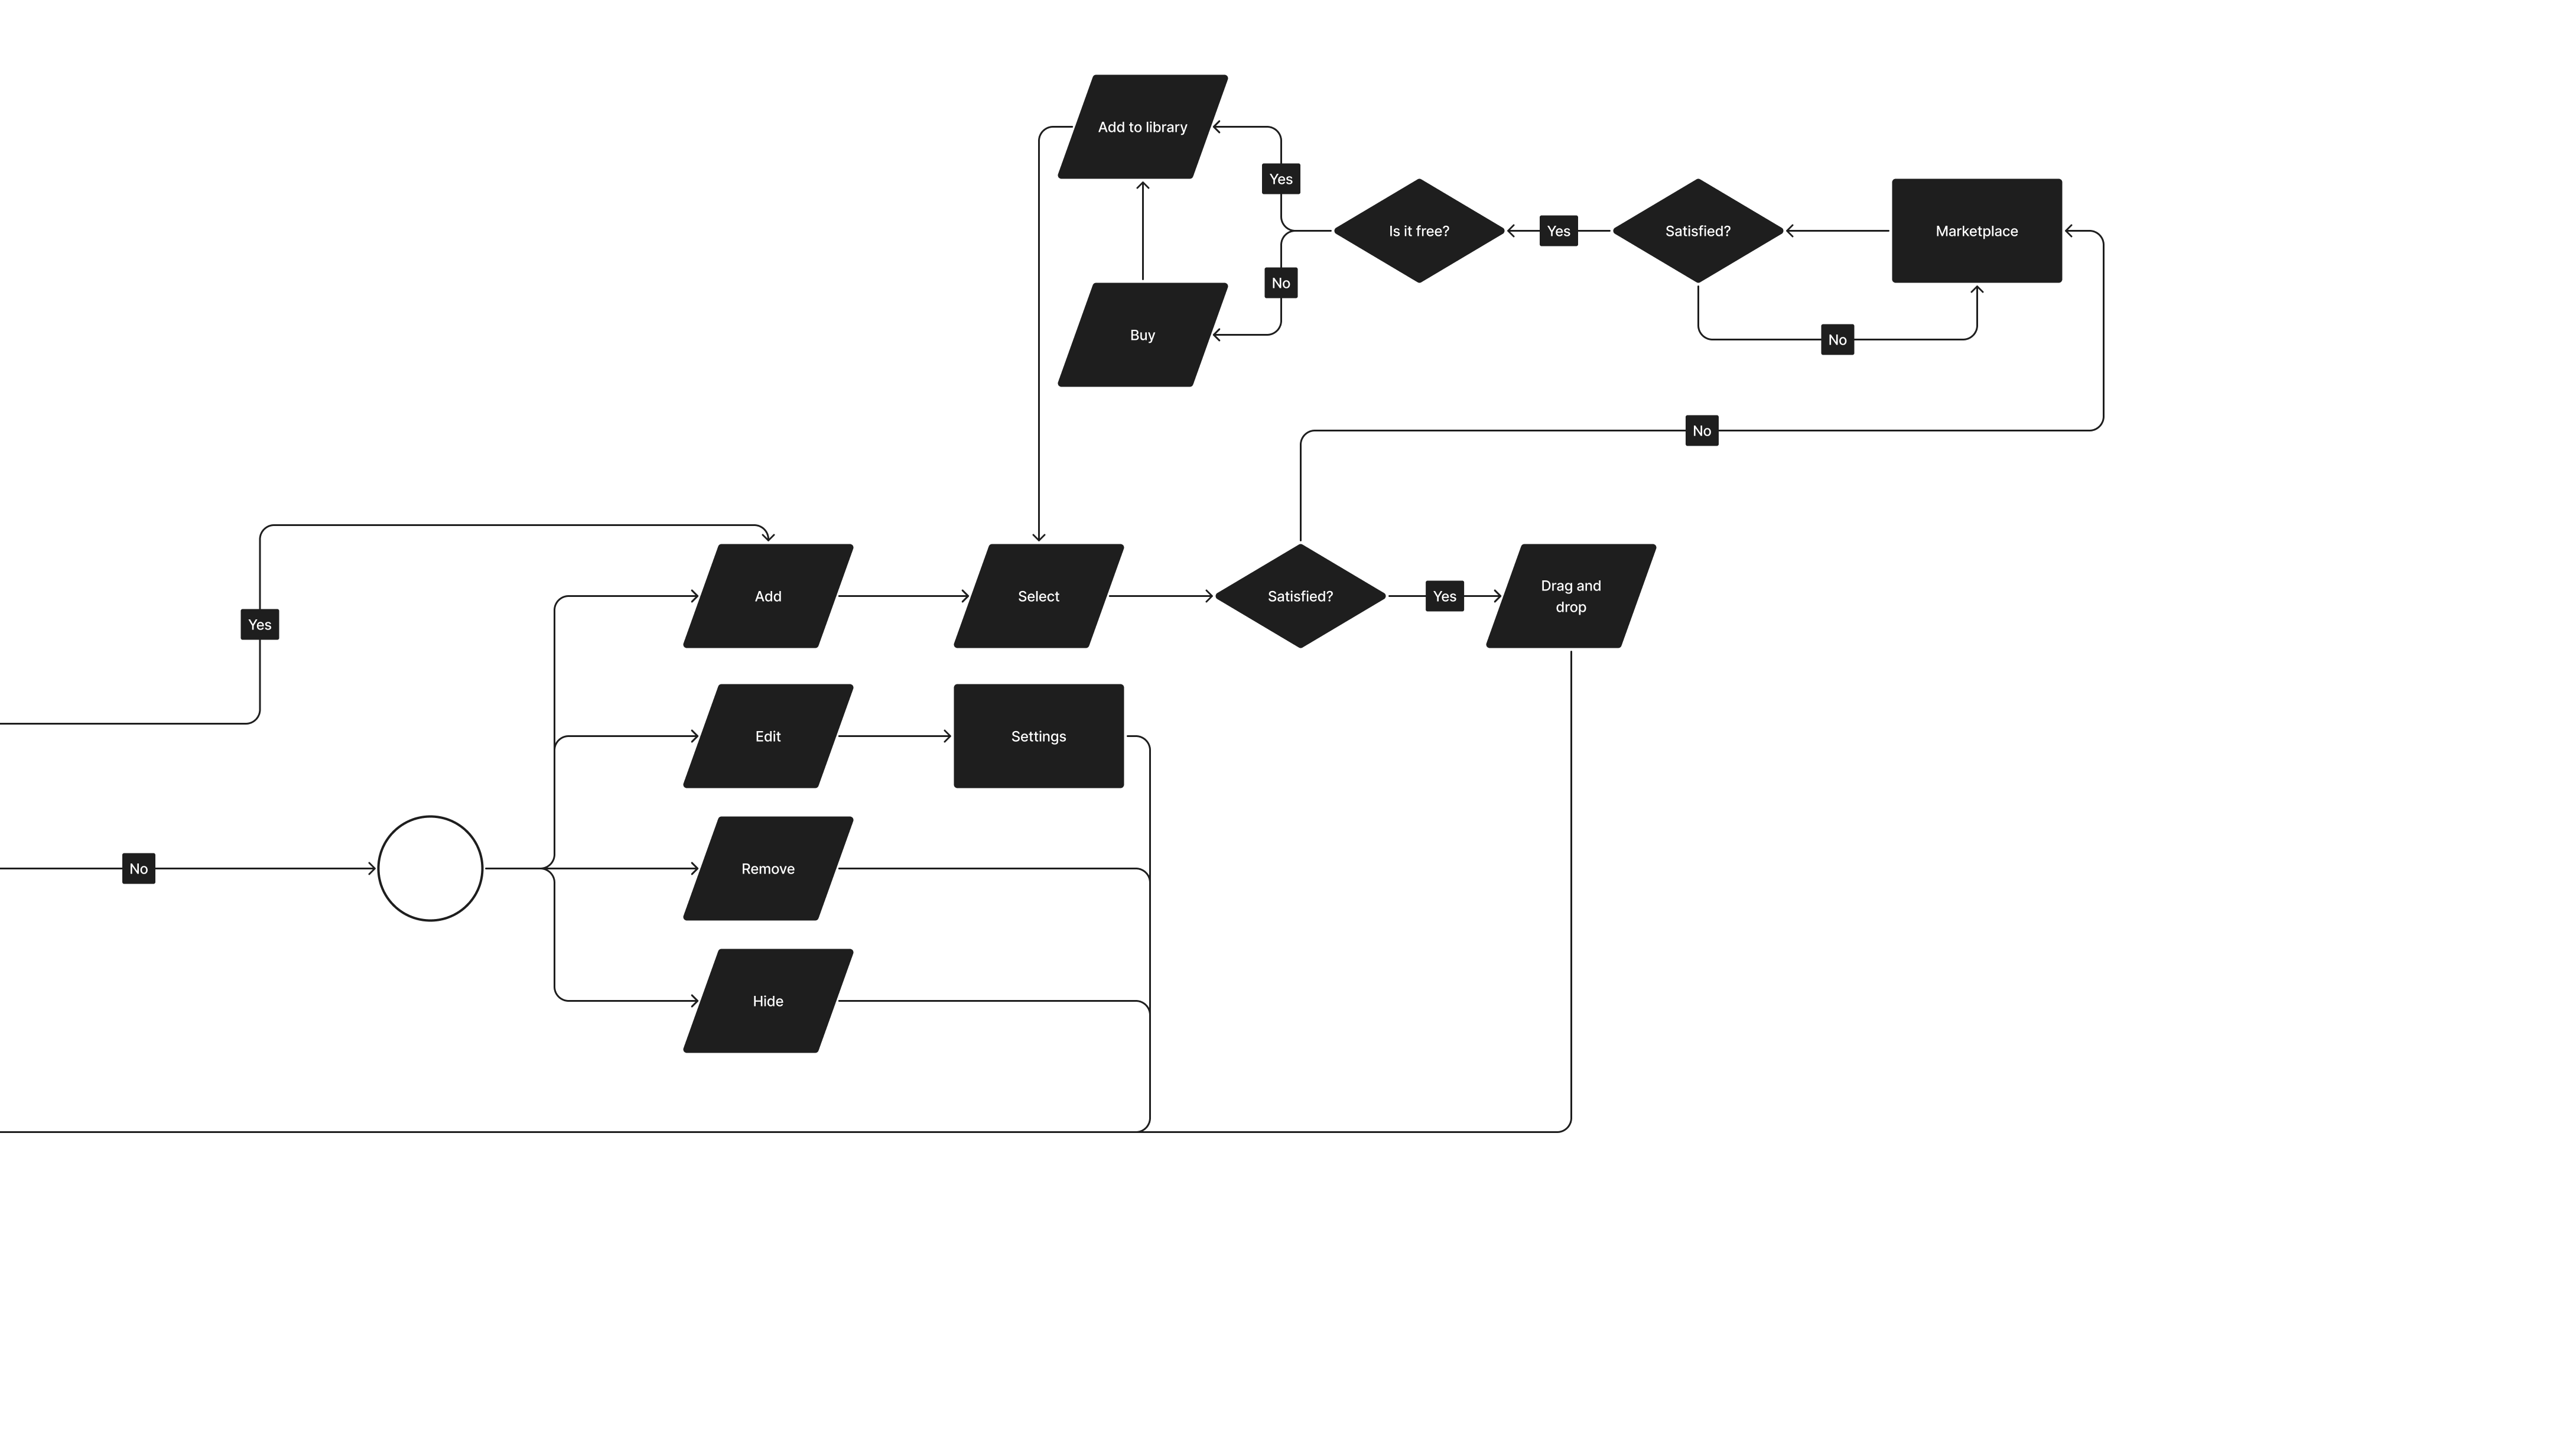 Add to library
Yes
Is it free?
Yes
Satisfied?
Marketplace
No
Buy
No
No
Add
Select
Satisfied?
Yes
Drag and
drop
Yes
Edit
Settings
No
Remove
Hide